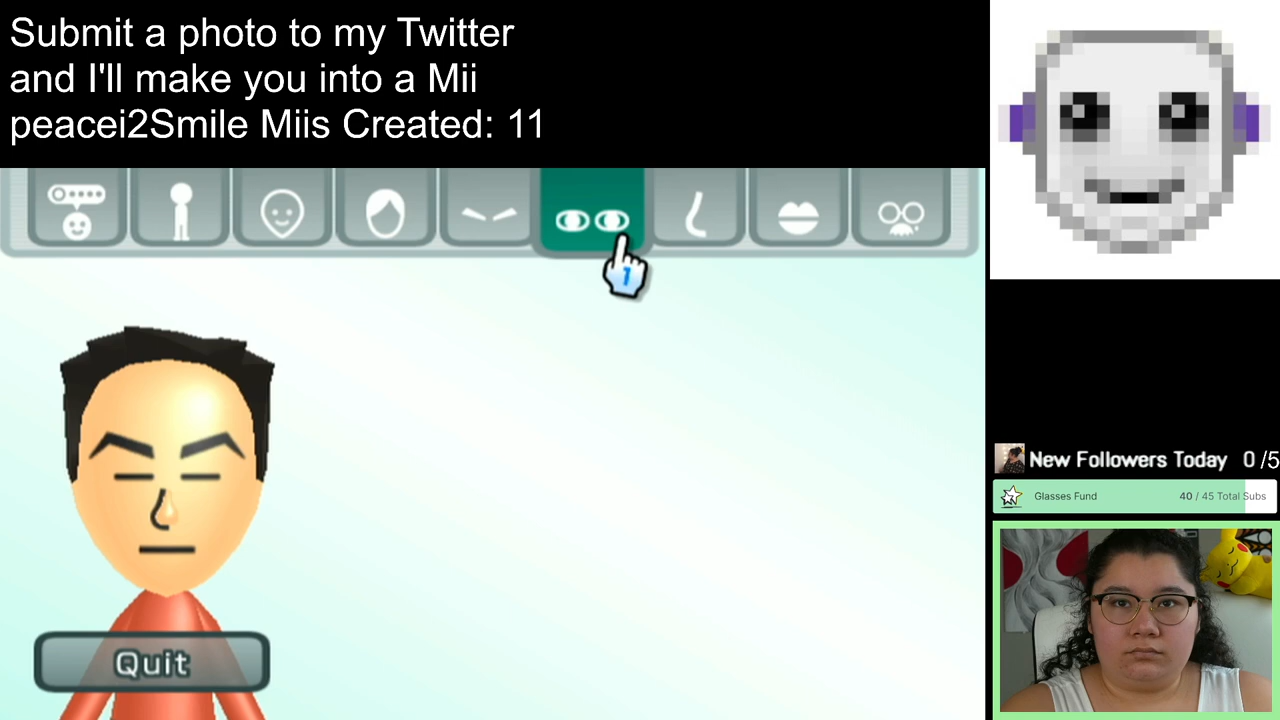 Submit a photo to my Twitter
and I'll make you into a Mii
peacei2Smile Miis Created: 11
1
Quit
New Followers Today 0 /5
Glasses Fund 40 / 45 Total Subs